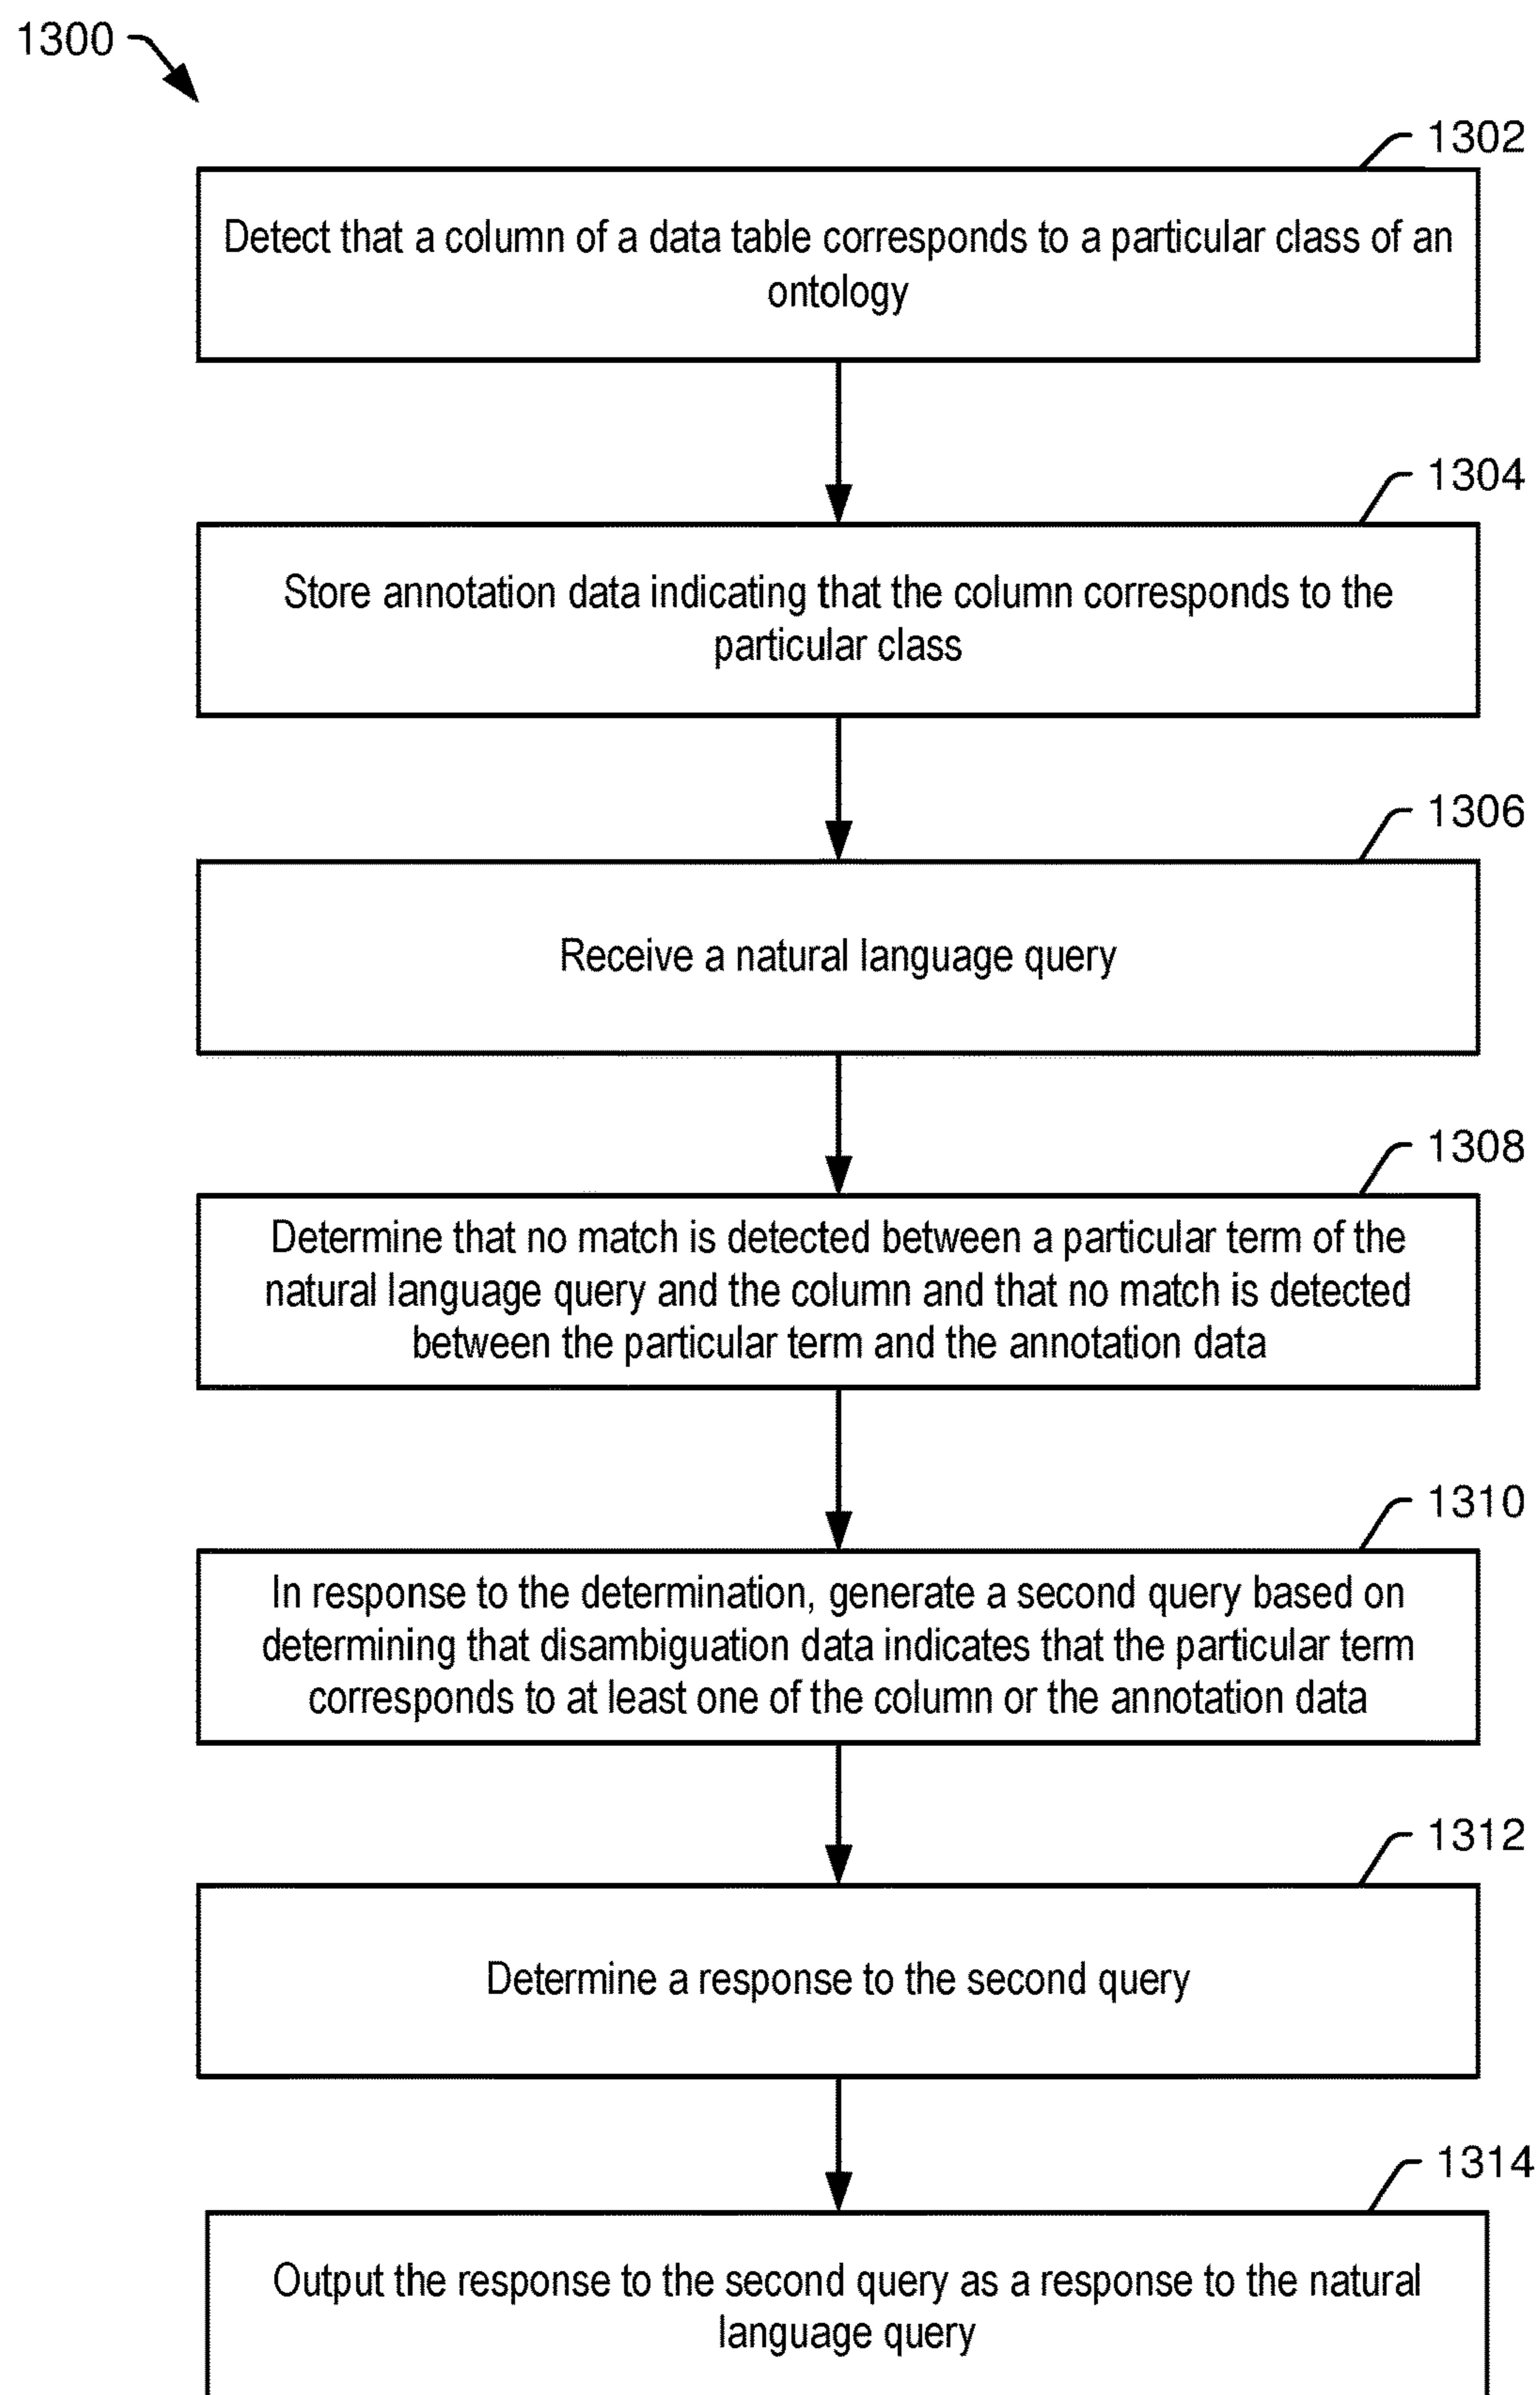 1300
1302
Detect that a column of a data table corresponds to a particular class of an
ontology
1304
Store annotation data indicating that the column corresponds to the
particular class
1306
Receive a natural language query
1308
Determine that no match is detected between a particular term of the
natural language query and the column and that no match is detected
between the particular term and the annotation data
1310
In response to the determination, generate a second query based on
determining that disambiguation data indicates that the particular term
corresponds to at least one of the column or the annotation data
1312
Determine a response to the second query
1314
Output the response to the second query as a response to the natural
language query